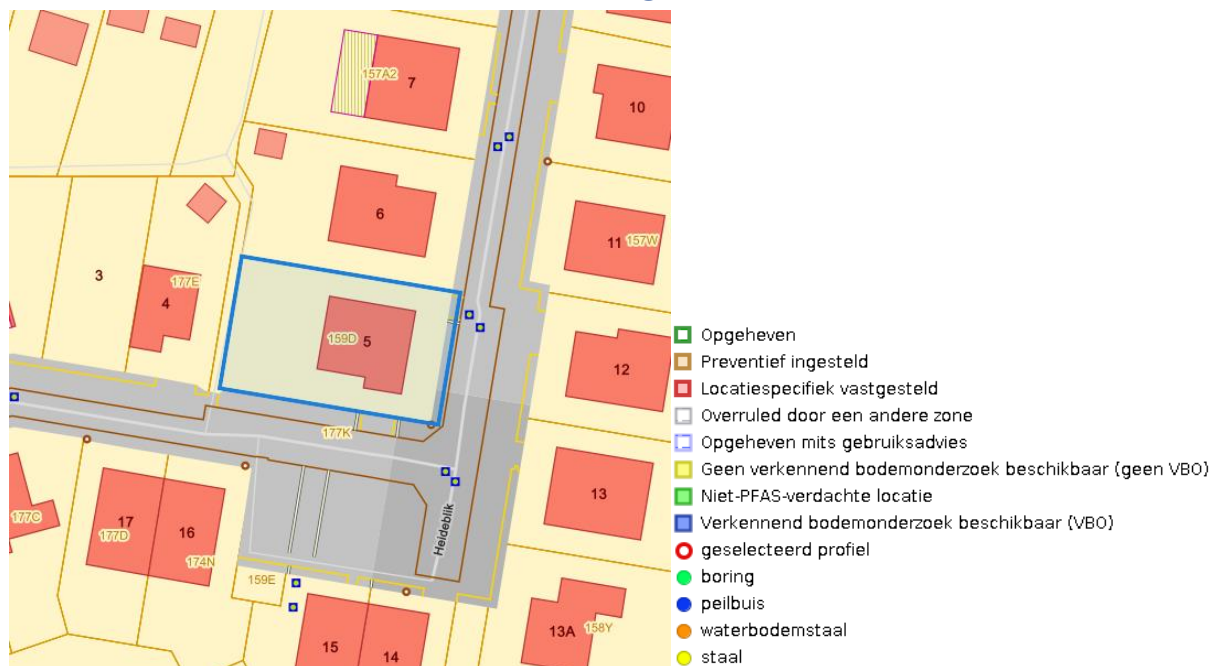 157A2
7
10
6
11
157W
3
177E
4
159D
5
12
177K
13
Heideblik
177C
17
16
177D
174N
159E
15
14
13A
158Y
Opgeheven
Preventief ingesteld
Locatiespecifiek vastgesteld
Overruled door een andere zone
Opgeheven mits gebruiksadvies
Geen verkennend bodemonderzoek beschikbaar (geen VBO)
Niet-PFAS-verdachte locatie
Verkennend bodemonderzoek beschikbaar (VBO)
geselecteerd profiel
boring
peilbuis
waterbodemstaal
staal